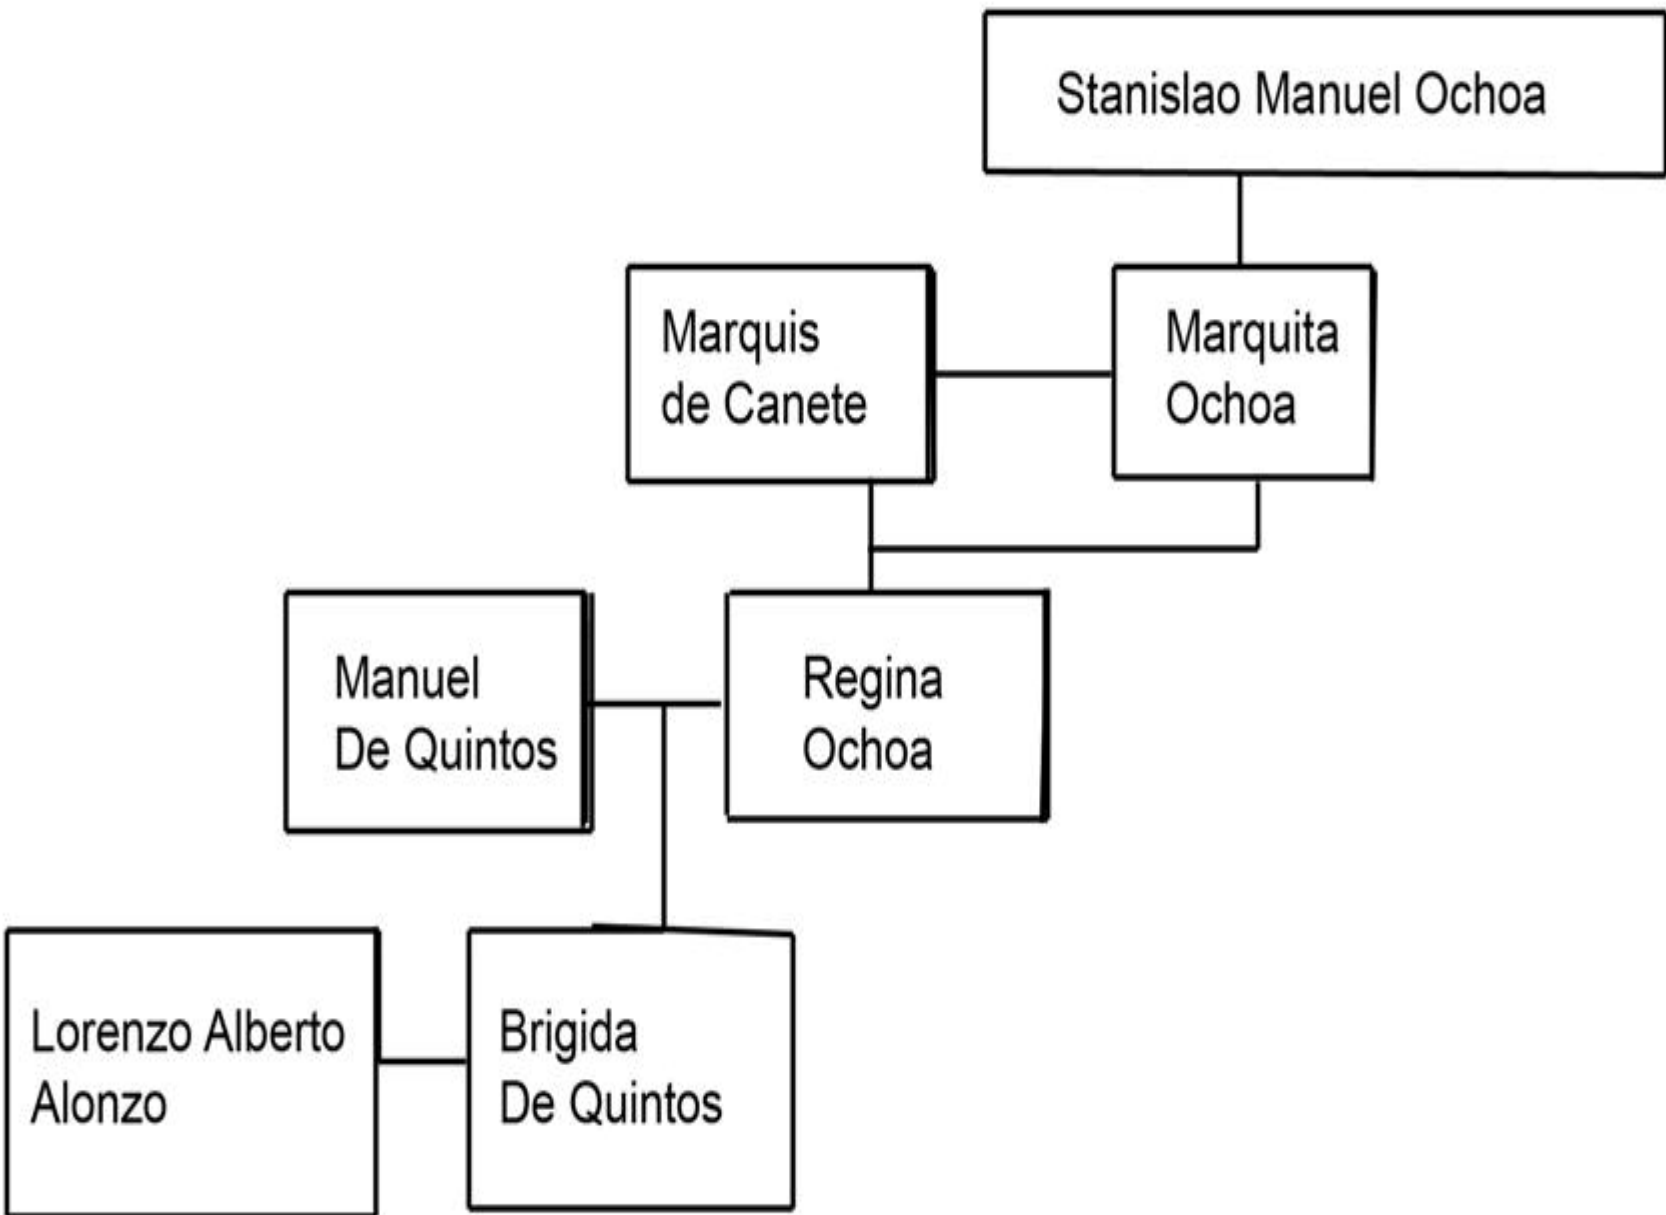 Stanislao Manuel Ochoa
Marquis
de Canete
Marquita
Ochoa
Manuel
De Quintos
Regina
Ochoa
Lorenzo Alberto
Alonzo
Brigida
De Quintos